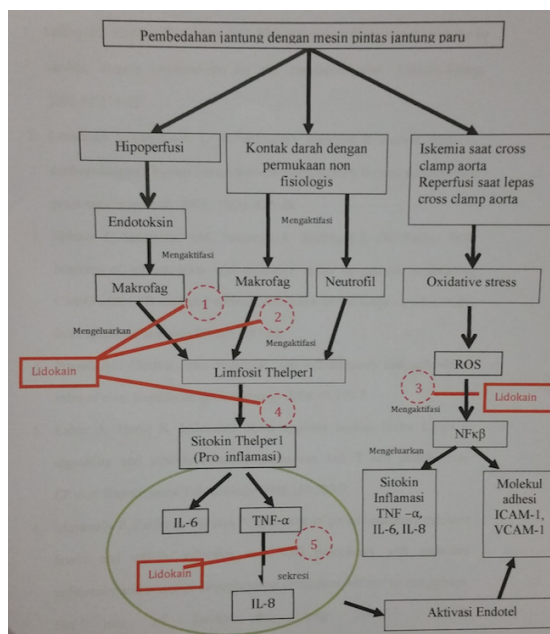 Pembedahan jantung dengan mesin pintas jantung paru
Hipoperfusi
Kontak darah dengan
permukaan non
fisiologis
Iskemia saat cross
clamp aorta
Reperfusi saat lepas
cross clamp aorta
Endotoksin
Mengaktifasi
Mengaktifasi
Makrofag
Makrofag
Neutrofil
Oxidative stress
1
2
Mengeluarkan
Mengaktifasi
Lidokain
Limfosit Thelper1
ROS
3
Lidokain
Mengaktifasi
4
NFκβ
Sitokin Thelper1
(Pro inflamasi)
Mengeluarkan
Sitokin
Inflamasi
TNF –α,
IL-6, IL-8
Molekul
adhesi
ICAM-1,
VCAM-1
IL-6
TNF-α
5
Lidokain
sekresi
IL-8
Aktivasi Endotel